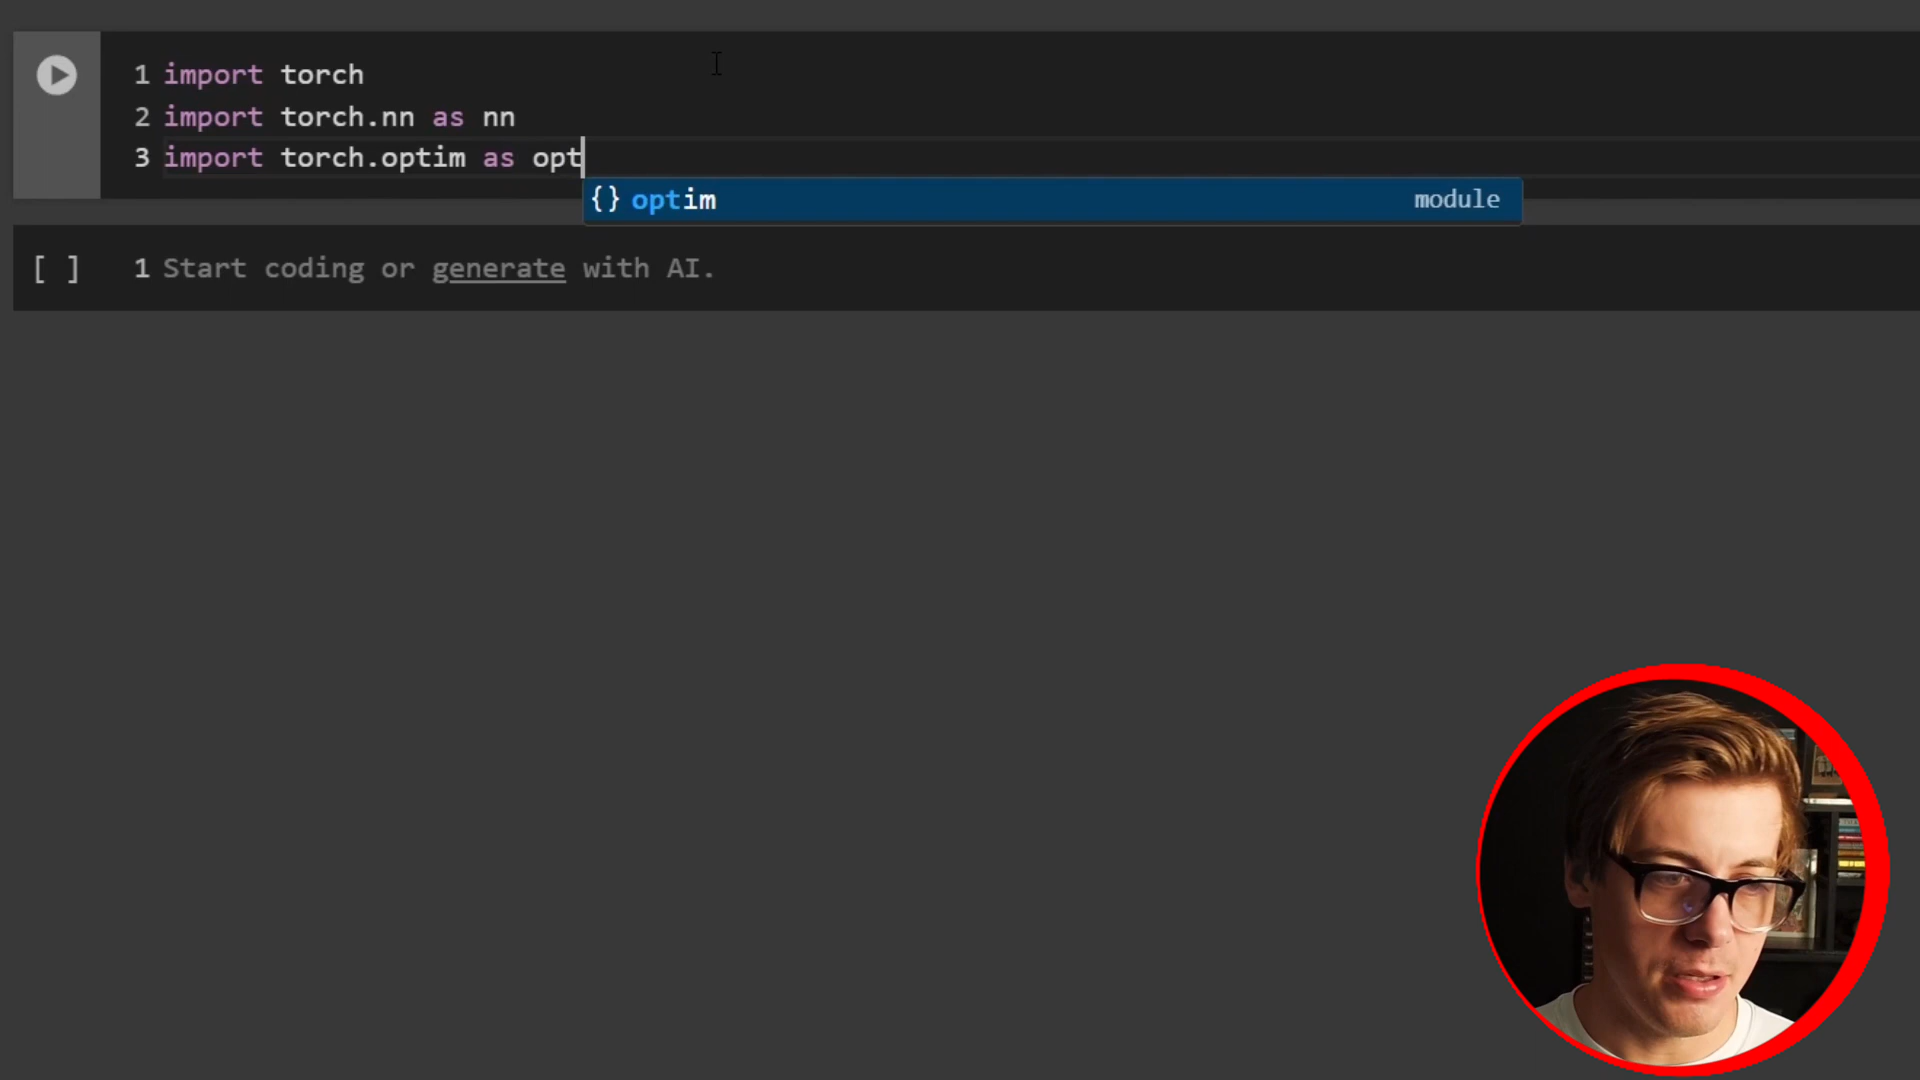 1 import torch
2 import torch.nn as nn
3 import torch.optim as opt
{} optim module
[ ] 1 Start coding or generate with AI.